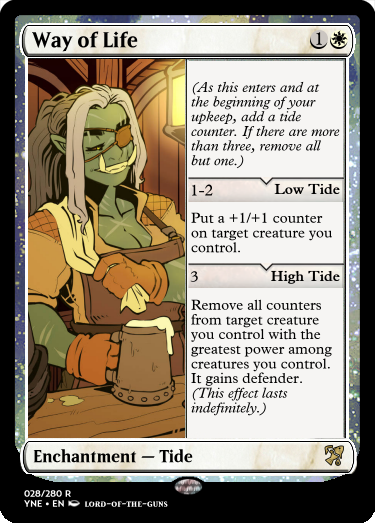 Way of Life 1
(As this enters and at
the beginning of your
upkeep, add a tide
counter. If there are more
than three, remove all
but one.)
1-2 Low Tide
Put a +1/+1 counter
on target creature you
control.
3 High Tide
Remove all counters
from target creature
you control with the
greatest power among
creatures you control.
It gains defender.
(This effect lasts
indefinitely.)
Enchantment — Tide
028/280 R
YNE • EN LORD-OF-THE-GUNS